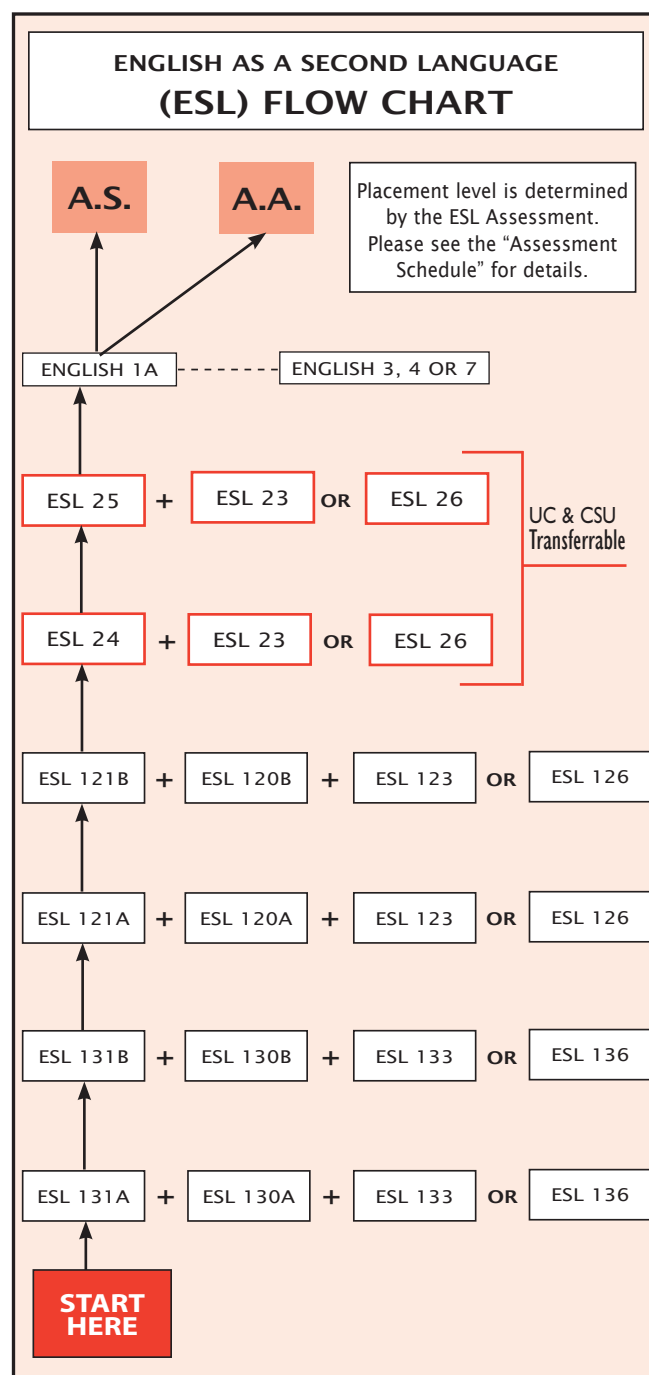 ENGLISH AS A SECOND LANGUAGE
(ESL) FLOW CHART
A.S.
A.A.
Placement level is determined
by the ESL Assessment.
Please see the “Assessment
Schedule” for details.
ENGLISH 1A
ENGLISH 3, 4 OR 7
ESL 25 + ESL 23 OR ESL 26
UC & CSU
Transferrable
ESL 24 + ESL 23 OR ESL 26
ESL 121B + ESL 120B + ESL 123 OR ESL 126
ESL 121A + ESL 120A + ESL 123 OR ESL 126
ESL 131B + ESL 130B + ESL 133 OR ESL 136
ESL 131A + ESL 130A + ESL 133 OR ESL 136
START
HERE